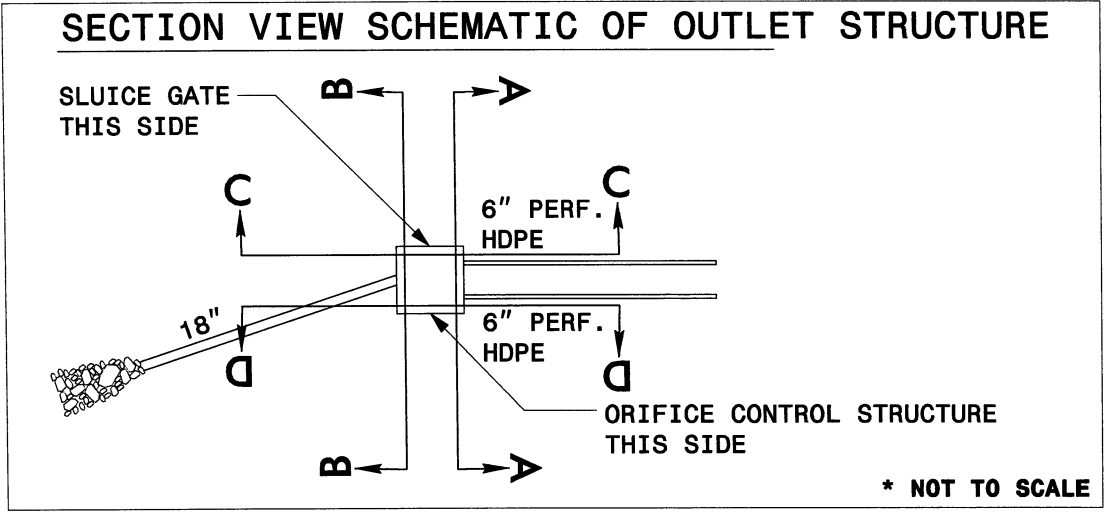 SECTION VIEW SCHEMATIC OF OUTLET STRUCTURE
B
A
SLUICE GATE
THIS SIDE
C
C
6" PERF.
HDPE
18"
6" PERF.
HDPE
D
D
ORIFICE CONTROL STRUCTURE
THIS SIDE
B
A
* NOT TO SCALE